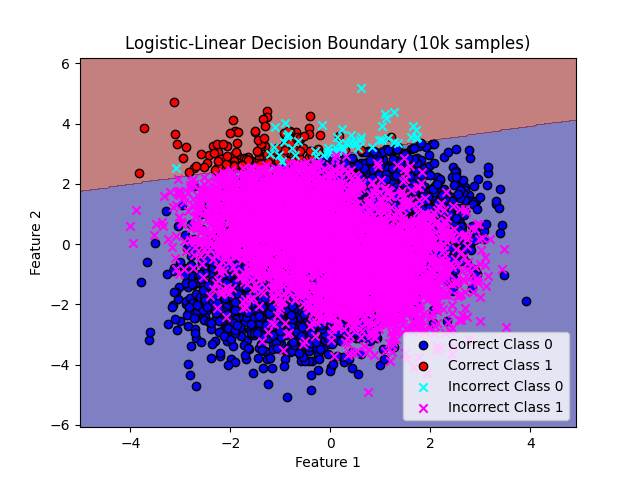 Logistic-Linear Decision Boundary (10k samples)
6
4
2
0
−2
−4
−6
Feature 2
Correct Class 0
Correct Class 1
Incorrect Class 0
Incorrect Class 1
−4 −2 0 2 4
Feature 1